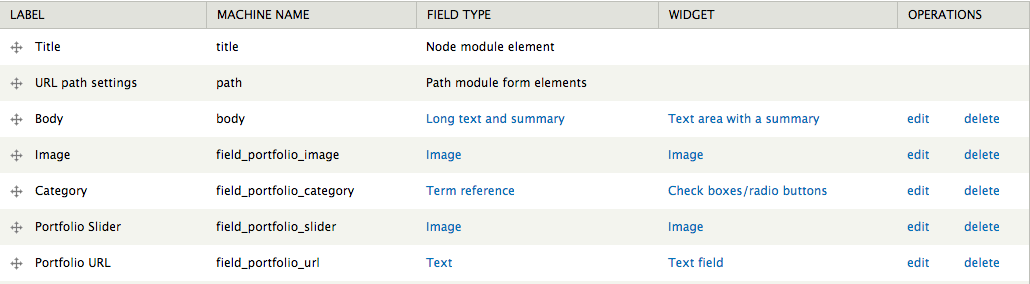 LABEL MACHINE NAME FIELD TYPE WIDGET OPERATIONS
Title title Node module element
URL path settings path Path module form elements
Body body Long text and summary Text area with a summary edit delete
Image field_portfolio_image Image Image edit delete
Category field_portfolio_category Term reference Check boxes/radio buttons edit delete
Portfolio Slider field_portfolio_slider Image Image edit delete
Portfolio URL field_portfolio_url Text Text field edit delete